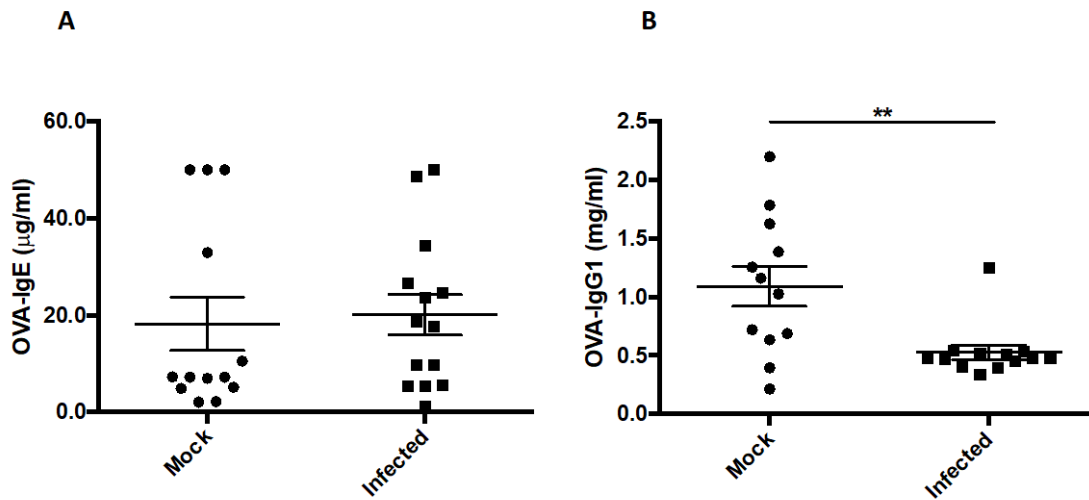 A
B
OVA-IgE (μg/ml)
60.0
40.0
20.0
0.0
Mock
Infected
**
OVA-IgG1 (mg/ml)
2.5
2.0
1.5
1.0
0.5
0.0
Mock
Infected